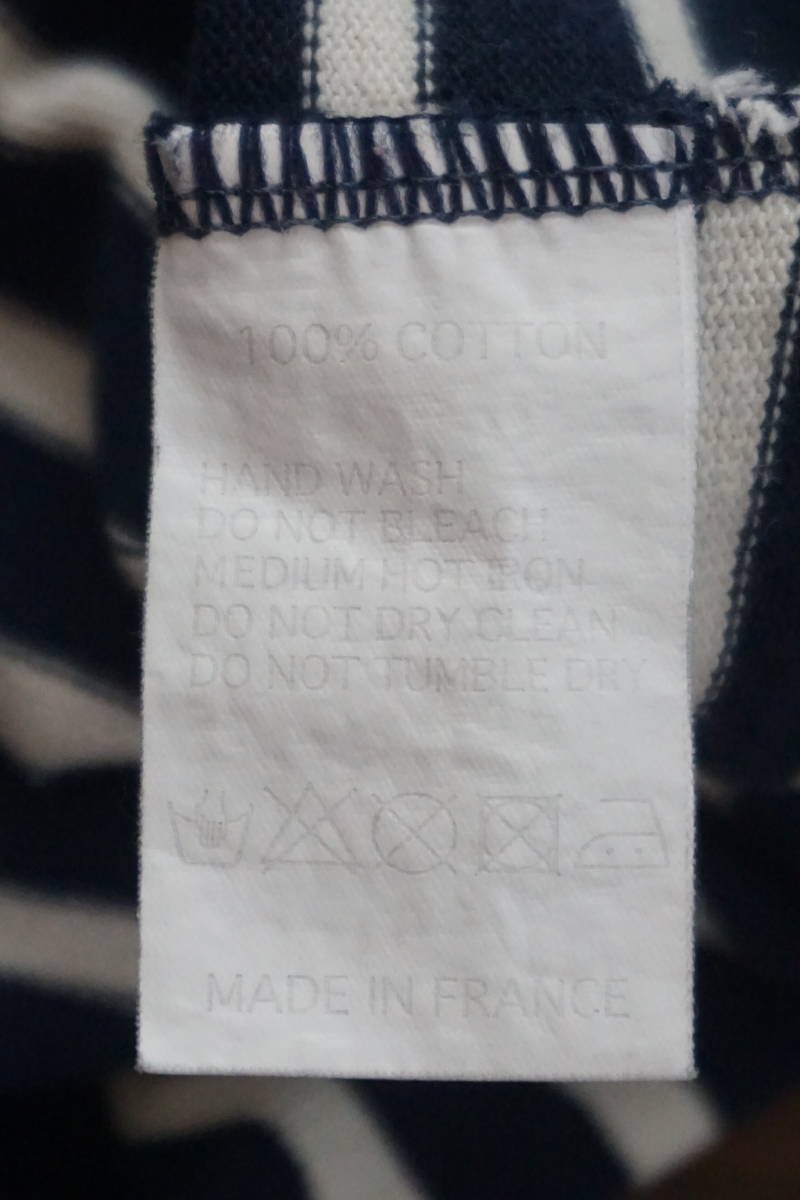 100% COTTON
HAND WASH
DO NOT BLEACH
MEDIUM HOT IRON
DO NOT DRY CLEAN
DO NOT TUMBLE DRY
MADE IN FRANCE